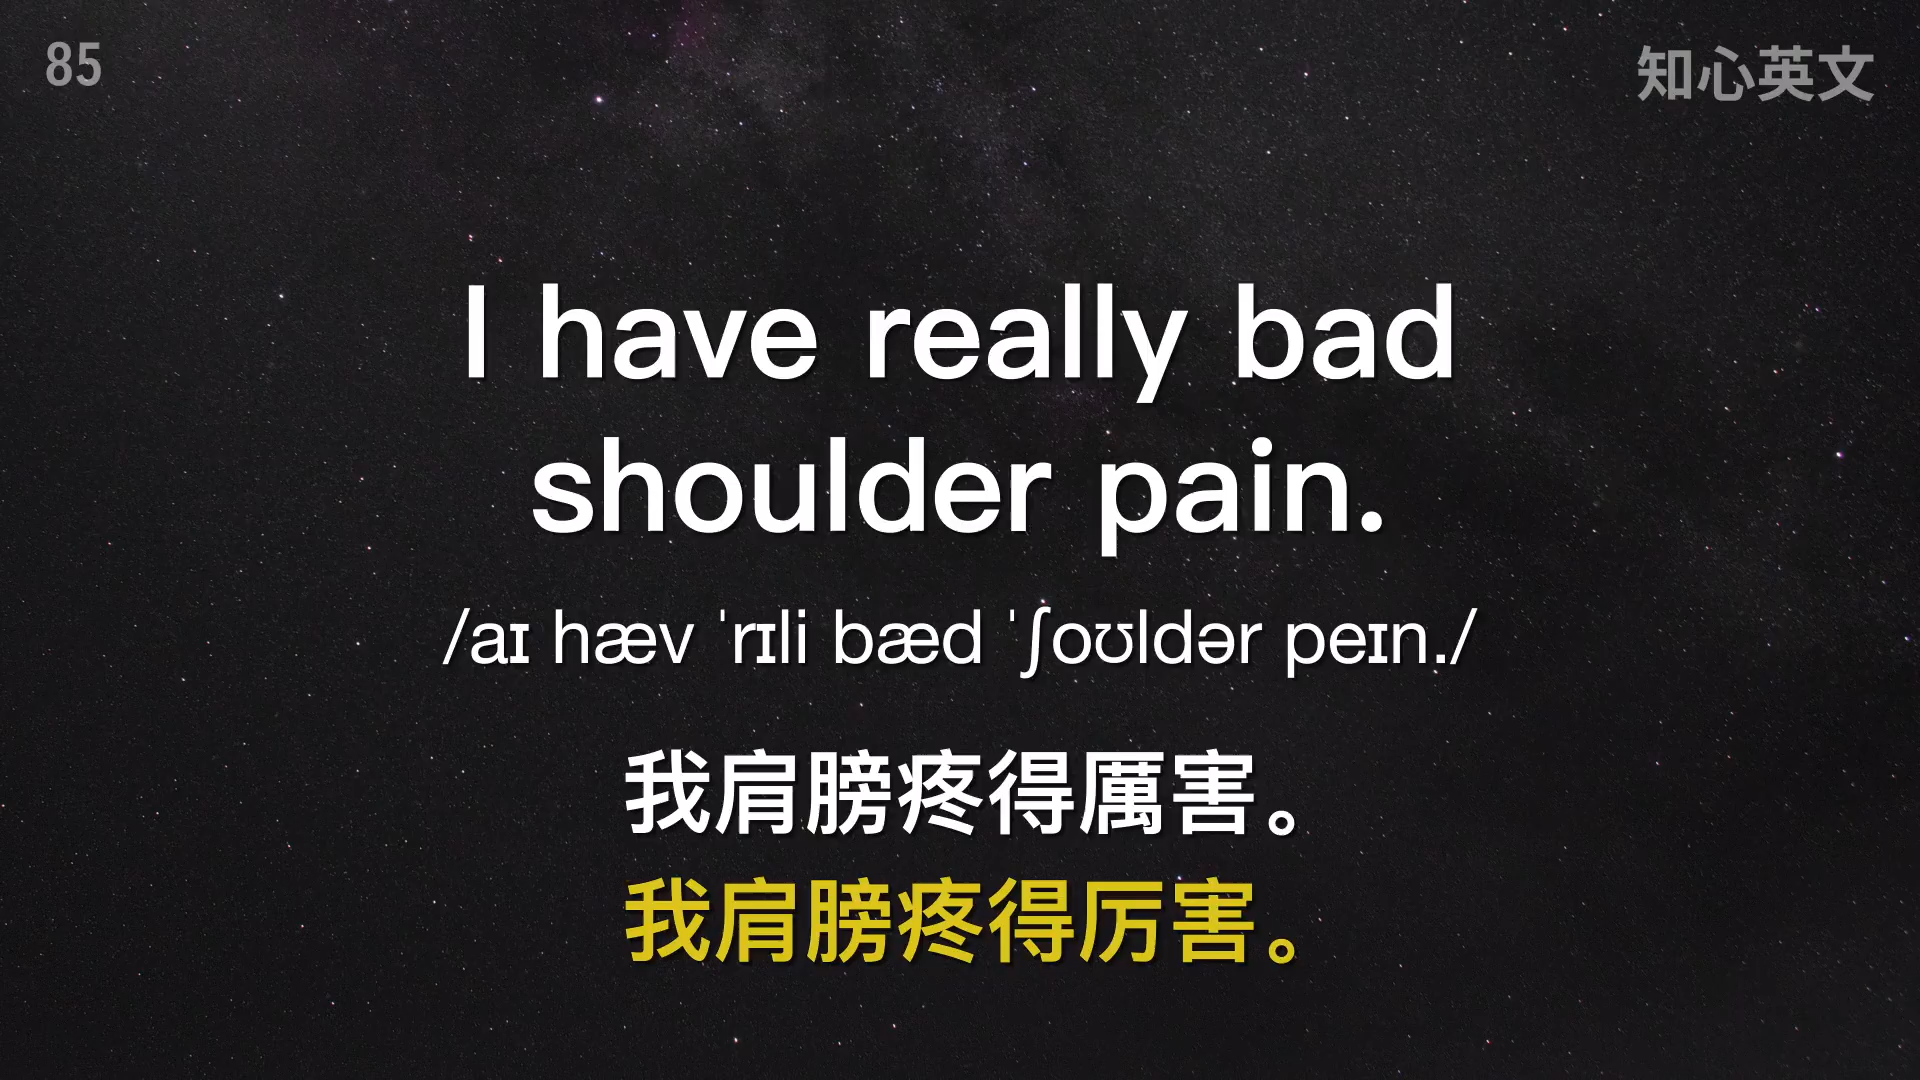 85
知心英文
I have really bad
shoulder pain.
/aɪ hæv ˈrɪli bæd ˈʃoʊldər peɪn./
我肩膀疼得厲害。
我肩膀疼得厉害。